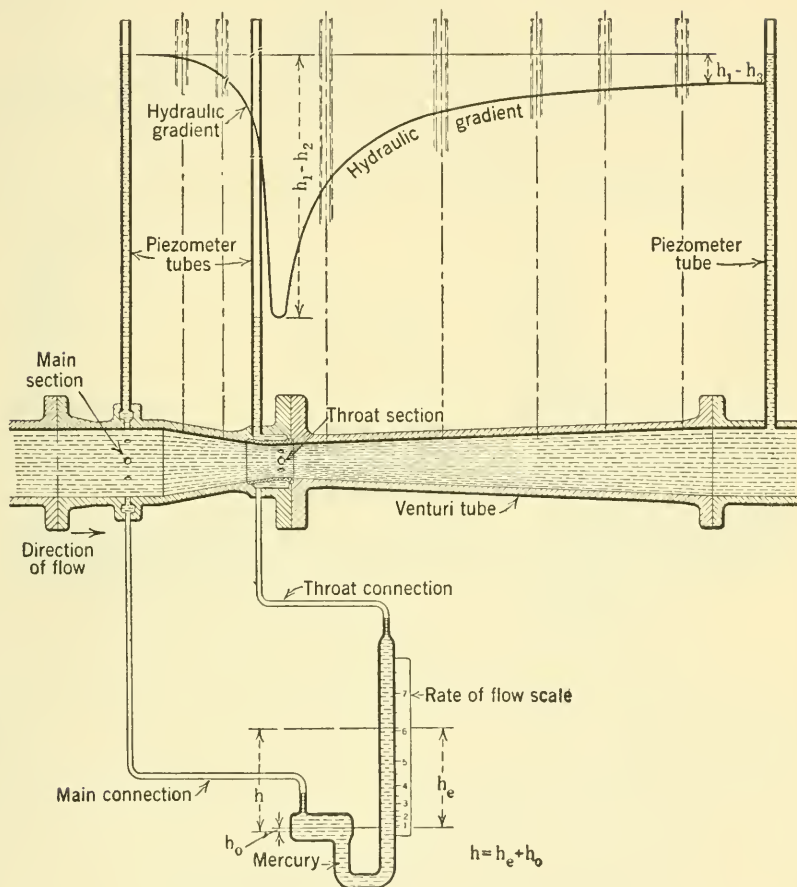 h₁ - h₃
Hydraulic
gradient
h₁ - h₂
Hydraulic gradient
Piezometer
tubes
Piezometer
tube
Main
section
Throat section
Venturi tube
Direction
of flow
Throat connection
7
Rate of flow scale
6
5
4
3
2
1
h
hₑ
Main connection
h₀
Mercury
h = hₑ + h₀